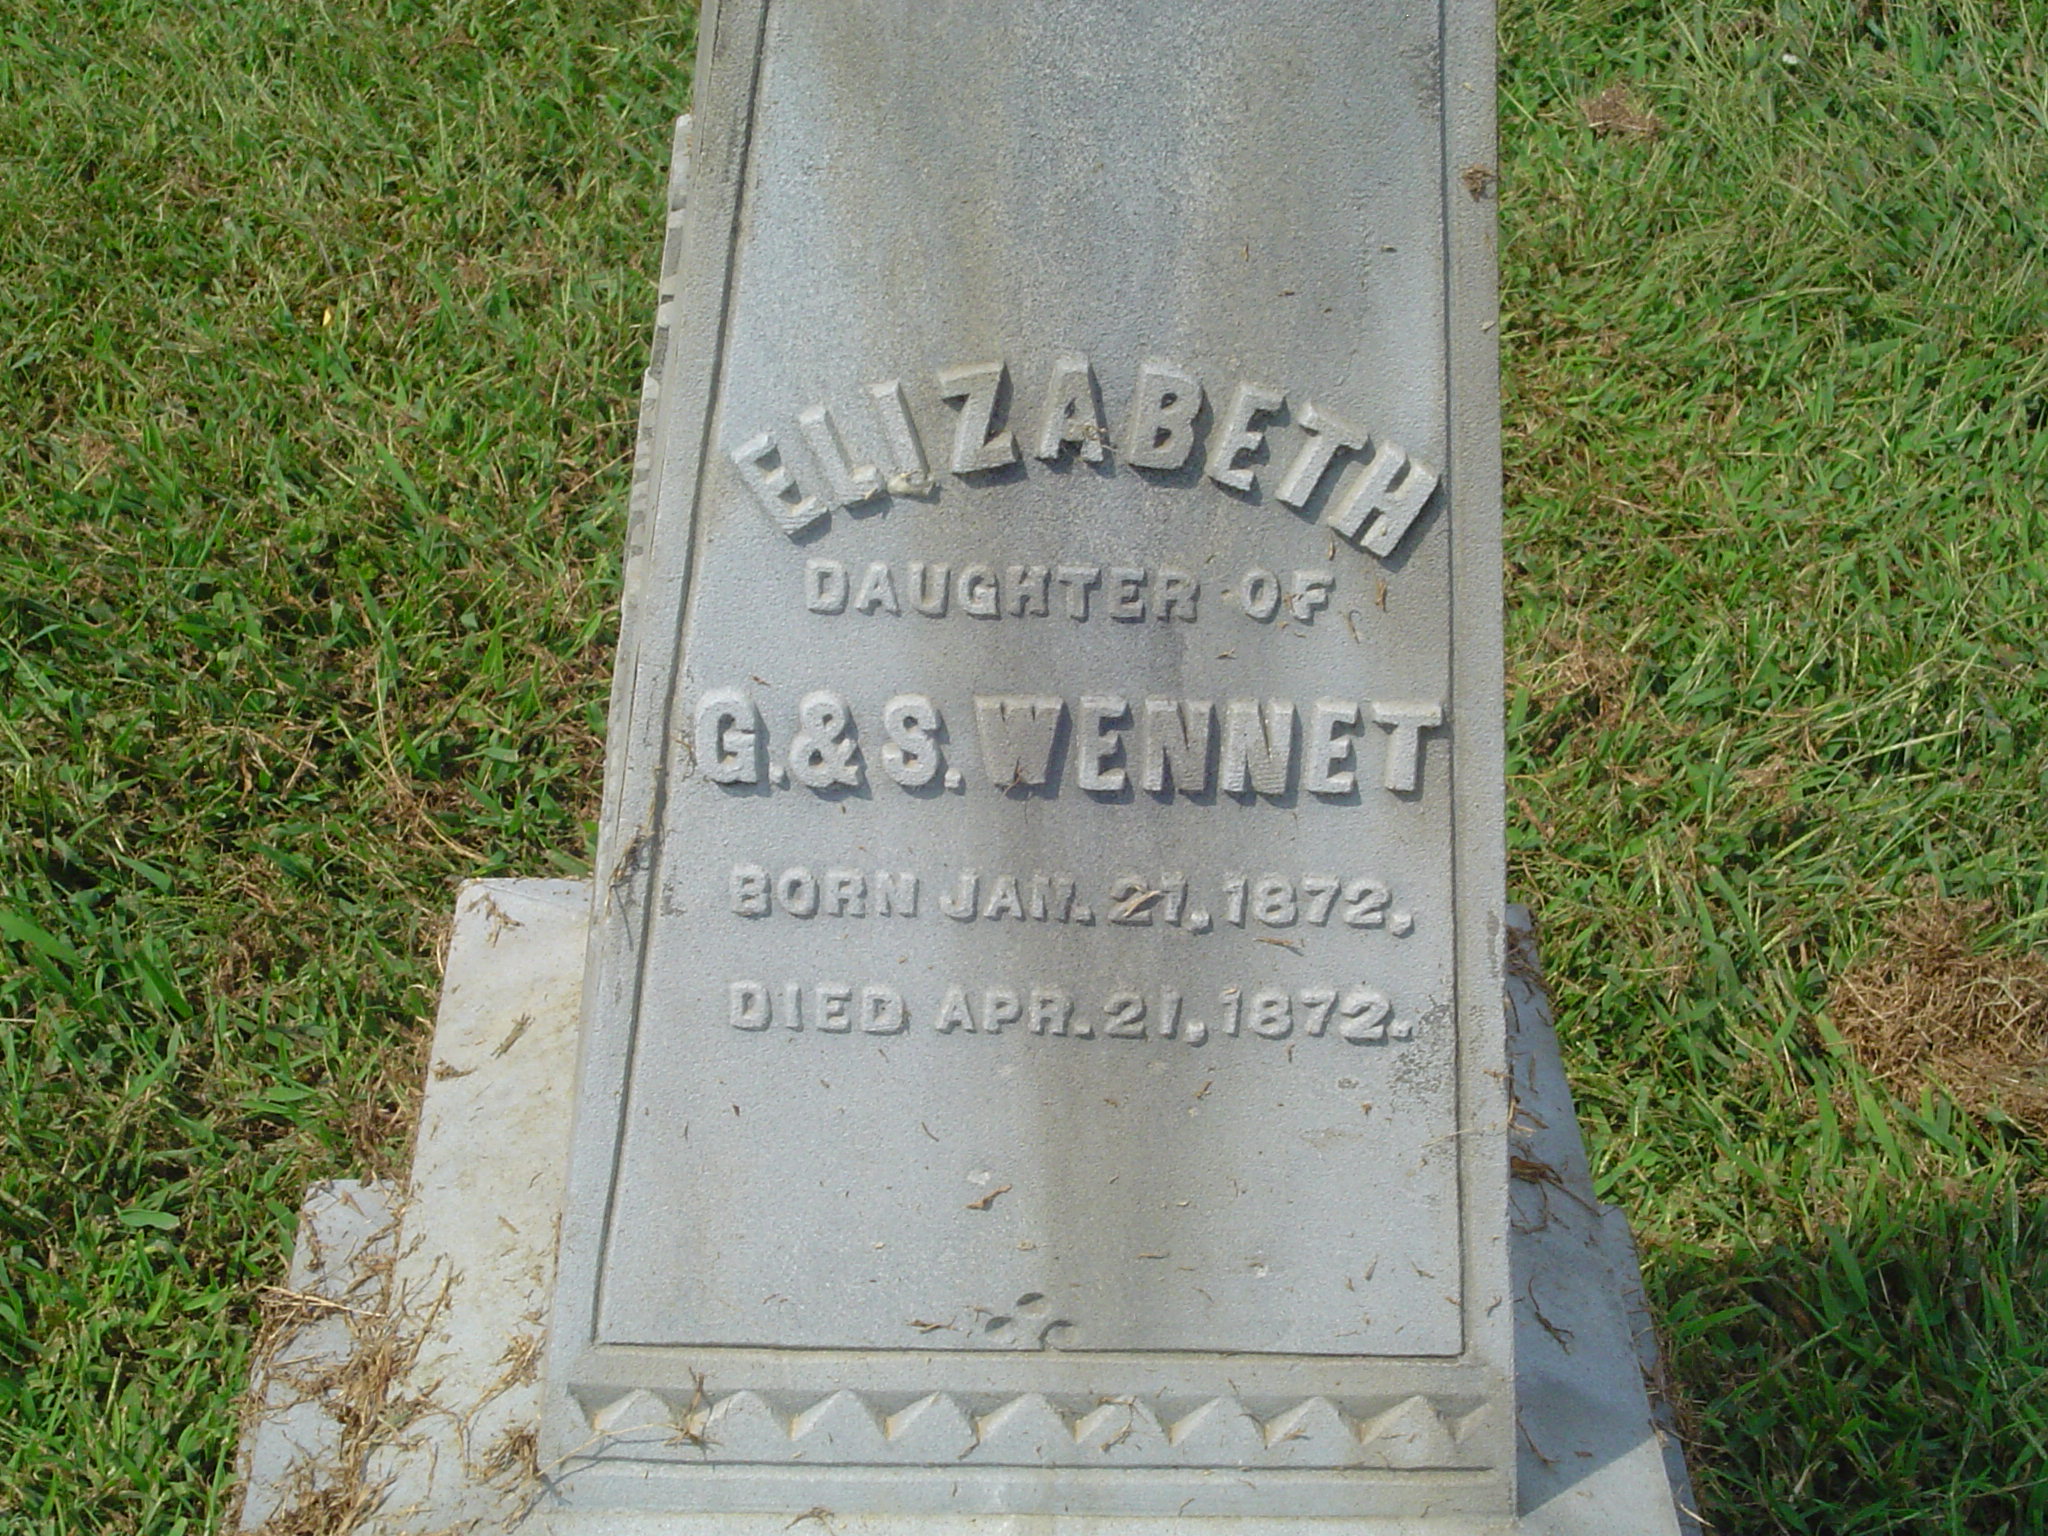 ELIZABETH
DAUGHTER OF
G. & S. WENNET
BORN JAN. 21, 1872,
DIED APR. 21, 1872.